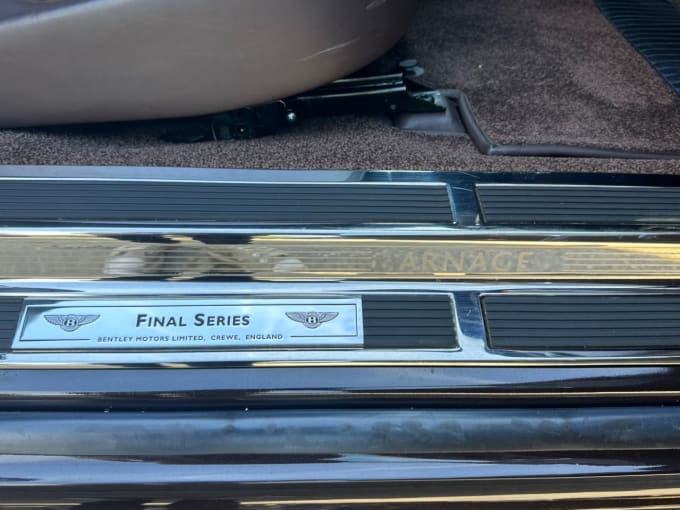 ARNAGE
FINAL SERIES
BENTLEY MOTORS LIMITED, CREWE, ENGLAND